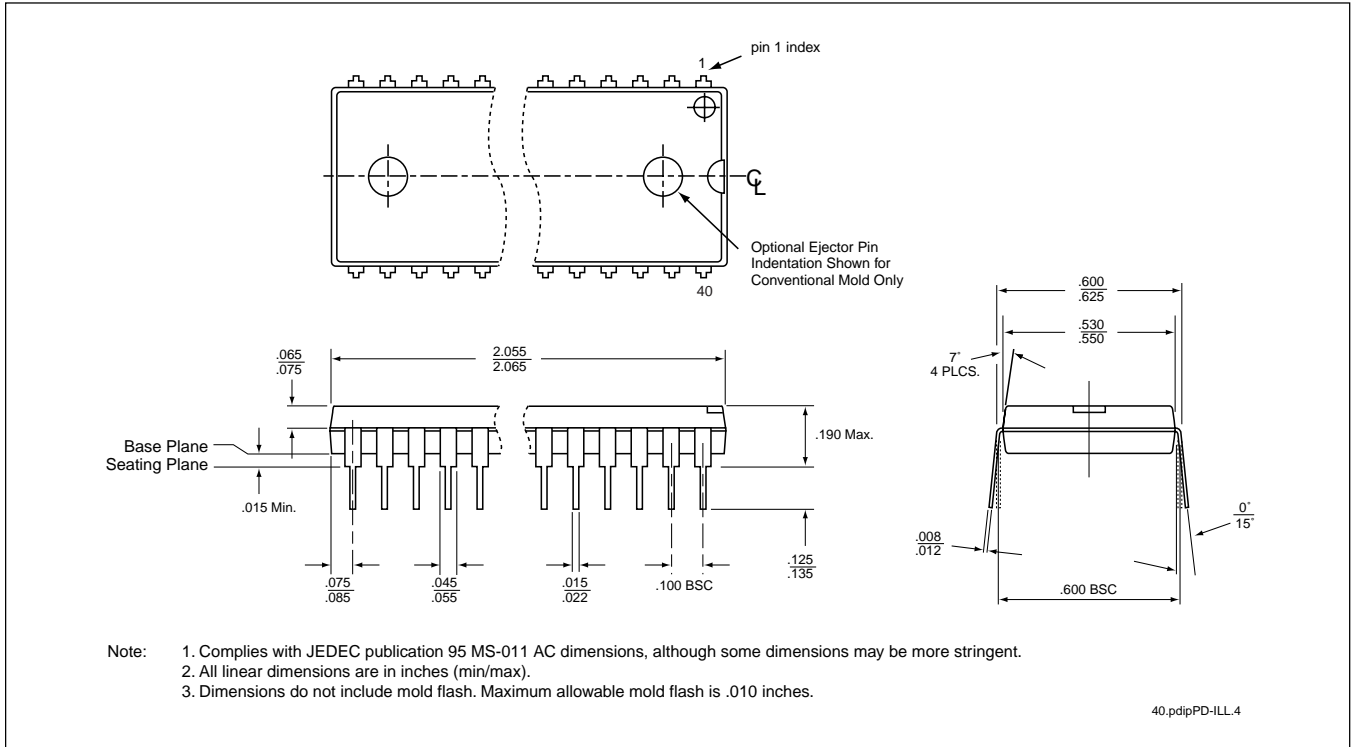 pin 1 index
1
℄
Optional Ejector Pin
Indentation Shown for
Conventional Mold Only
40
.600
.625
.530
.550
7°
4 PLCS.
.065
.075
2.055
2.065
Base Plane
Seating Plane
.190 Max.
.015 Min.
.075
.085
.045
.055
.015
.022
.100 BSC
.125
.135
.008
.012
0°
15°
.600 BSC
Note: 1. Complies with JEDEC publication 95 MS-011 AC dimensions, although some dimensions may be more stringent.
2. All linear dimensions are in inches (min/max).
3. Dimensions do not include mold flash. Maximum allowable mold flash is .010 inches.
40.pdipPD-ILL.4